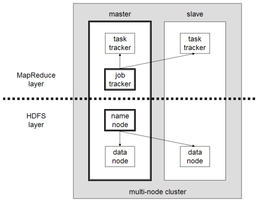 master
slave
task
tracker
task
tracker
MapReduce
layer
job
tracker
HDFS
layer
name
node
data
node
data
node
multi-node cluster